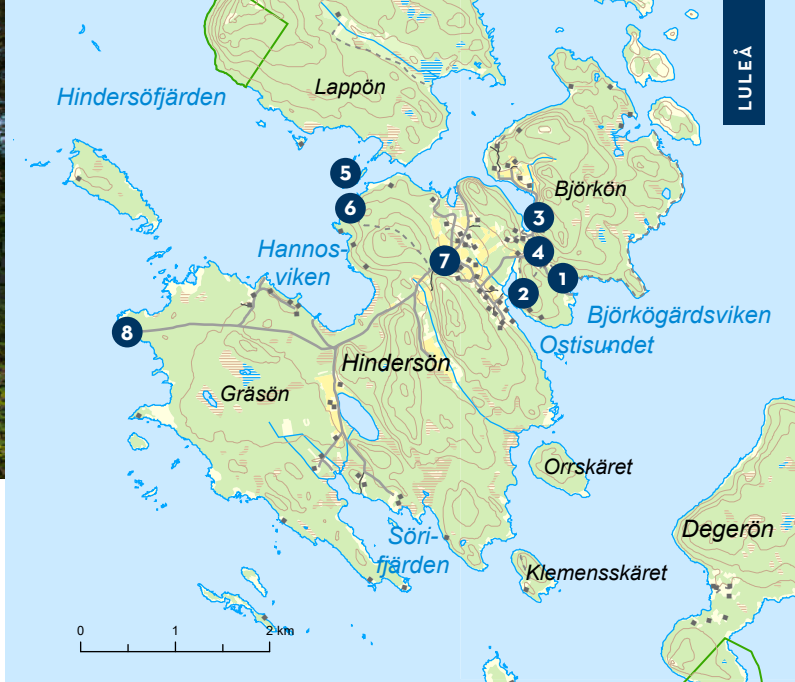 LULEÅ
Lappön
Hindersöfjärden
5
Björkön
6
3
Hannos-
viken
4
7
1
2
Björkögärdsviken
8
Ostisundet
Hindersön
Gräsön
Orrskäret
Degerön
Söri-
fjärden
Klemensskäret
0 1 2 km